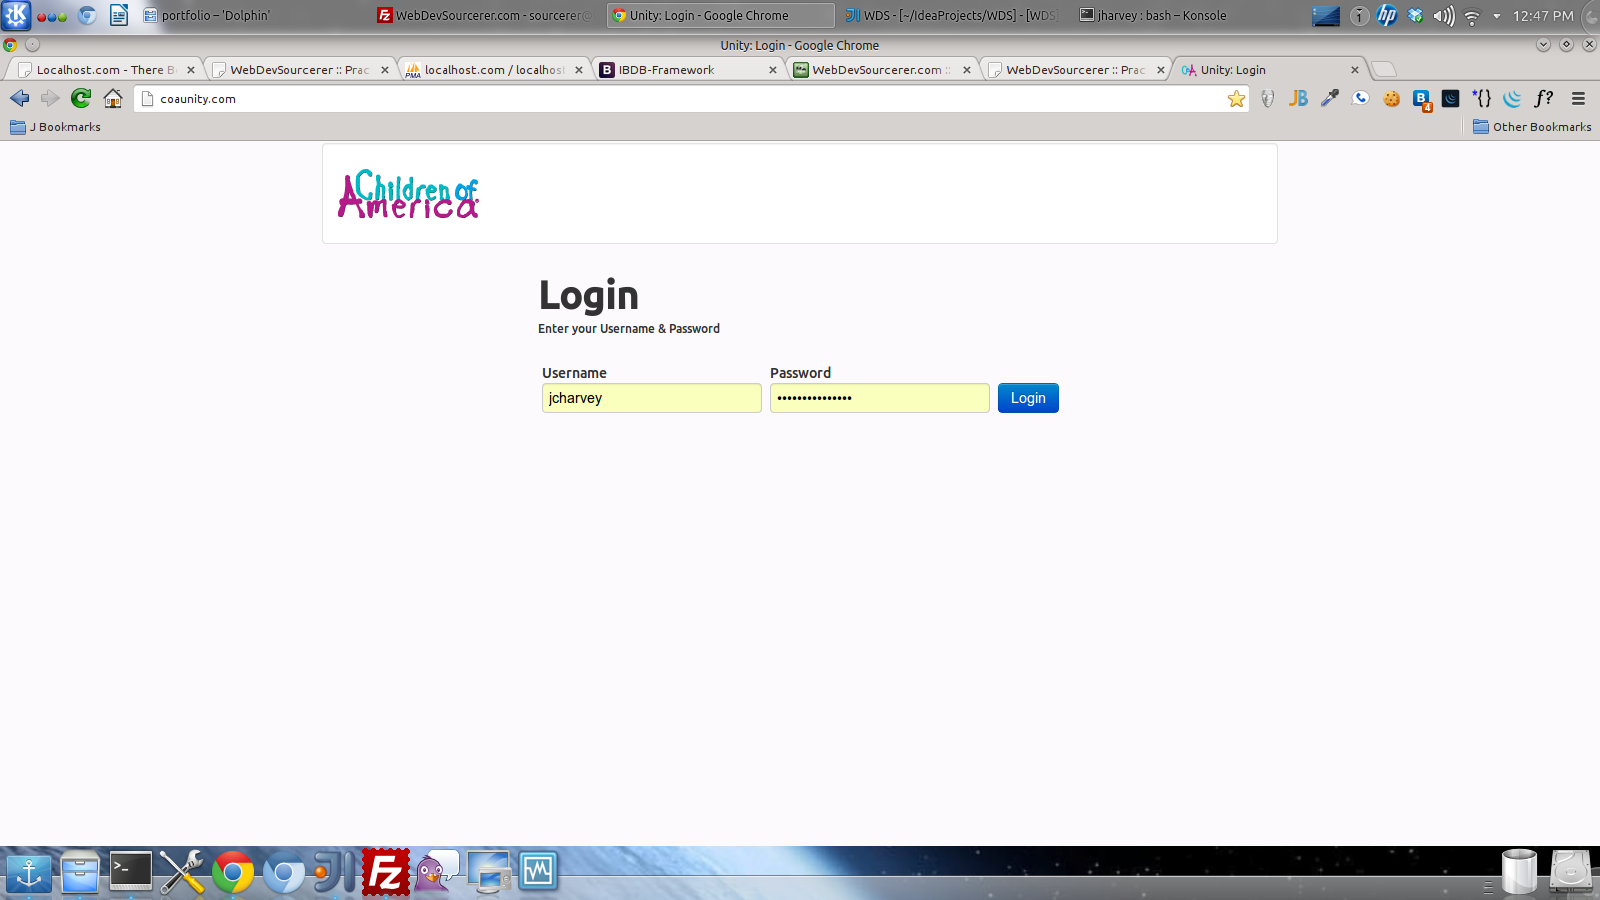 portfolio – 'Dolphin'
WebDevSourcerer.com - sourcerer@
Unity: Login - Google Chrome
WDS - [~/IdeaProjects/WDS] - [WDS
jharvey : bash – Konsole
12:47 PM
Unity: Login - Google Chrome
Localhost.com - There B
WebDevSourcerer :: Prac
localhost.com / localhost
IBDB-Framework
WebDevSourcerer.com ::
WebDevSourcerer :: Prac
Unity: Login
coaunity.com
J Bookmarks
Other Bookmarks
Children of
America
Login
Enter your Username & Password
Username
Password
jcharvey
•••••••••••••••
Login